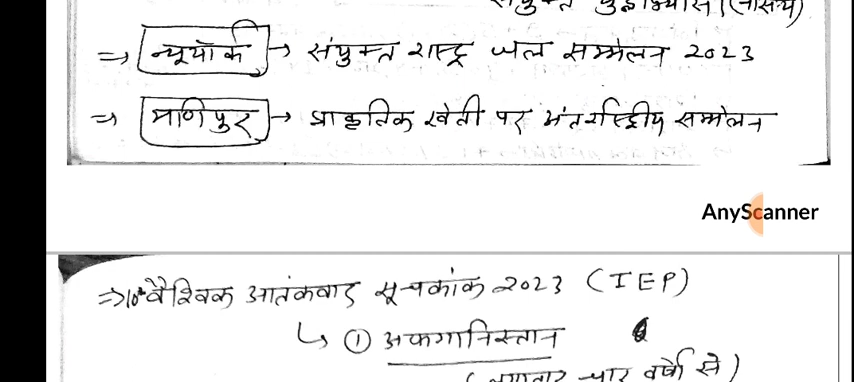 संयुक्त युद्धाभ्यास (नासिय)
⇒ न्यूयॉर्क → संयुक्त राष्ट्र जल सम्मेलन 2023
⇒ मणिपुर → प्राकृतिक खेती पर अंतर्राष्ट्रीय सम्मेलन
AnyScanner
⇒ 10th वैश्विक आतंकवाद सूचकांक 2023 (IEP)
↳ ① अफगानिस्तान
(लगातार चार वर्षों से)